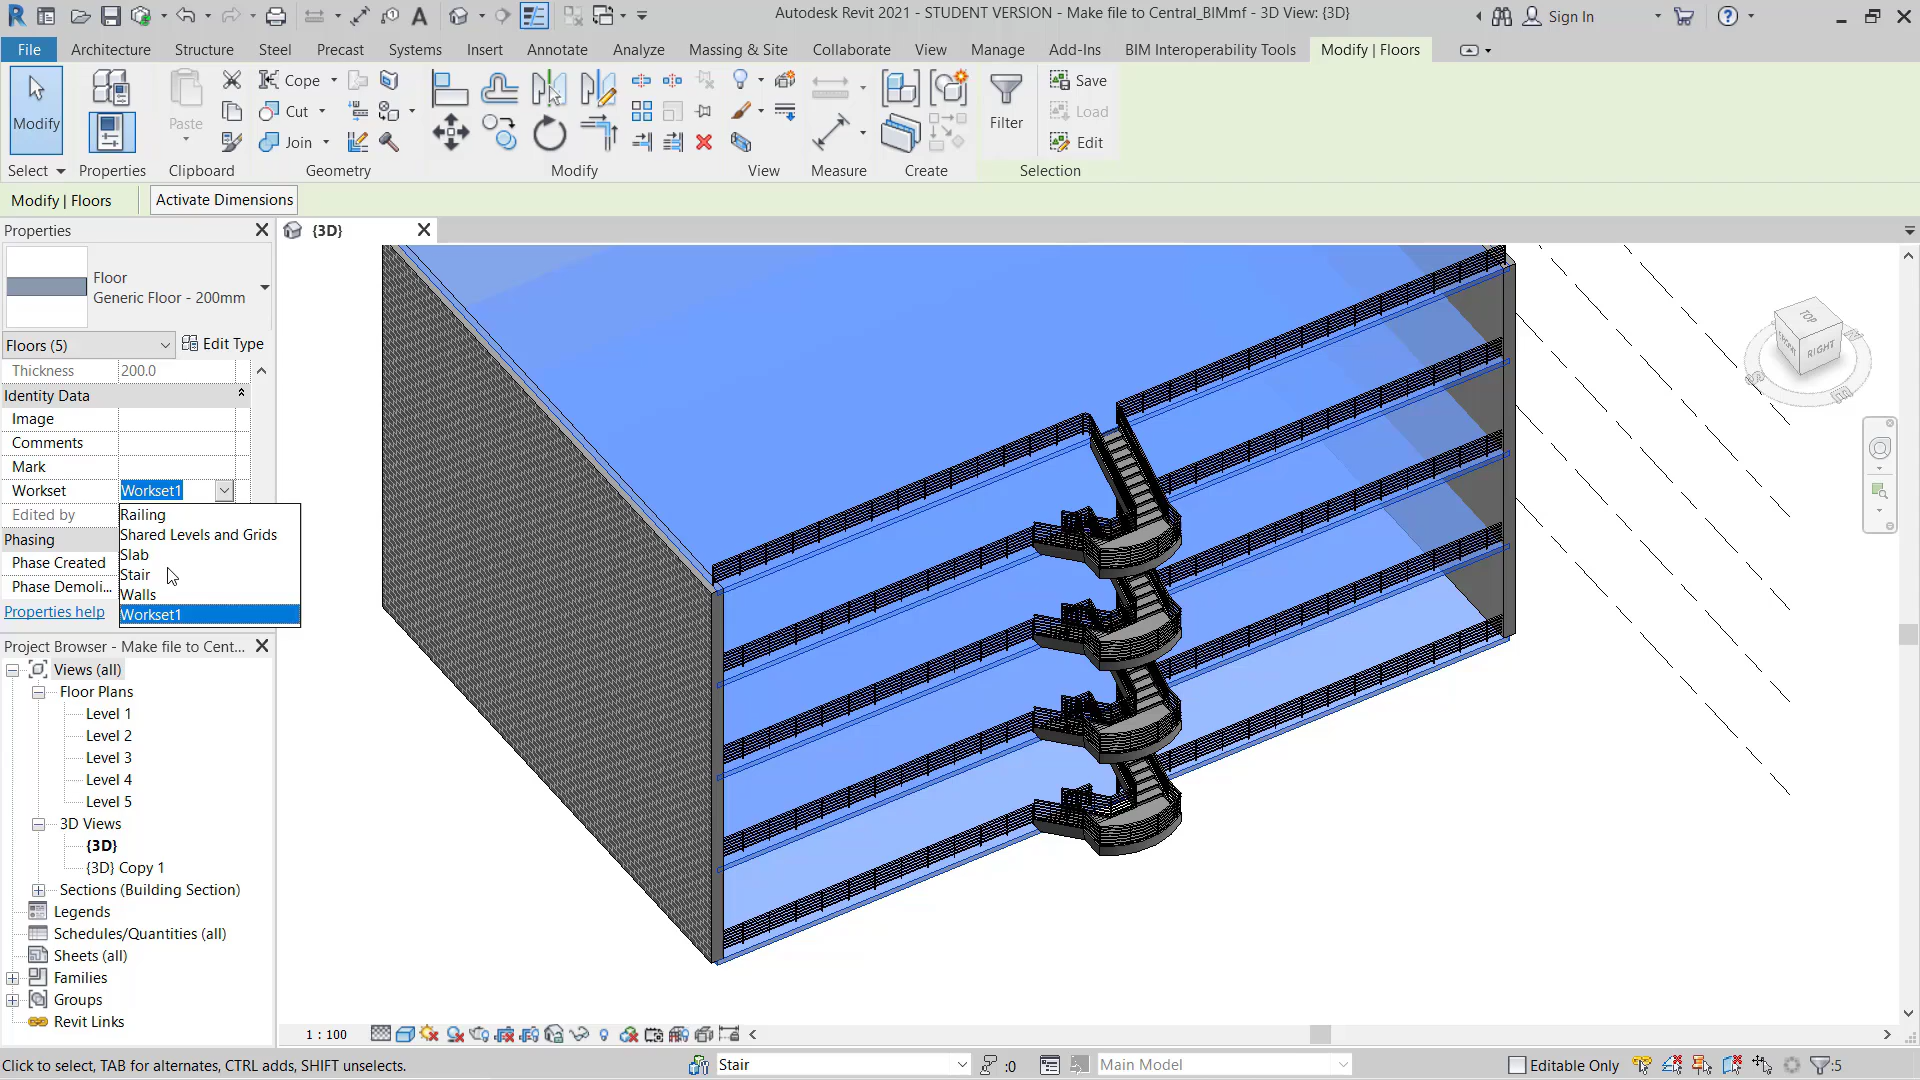 Autodesk Revit 2021 - STUDENT VERSION - Make file to Central_BIMmf - 3D View: {3D}
Sign In
File Architecture Structure Steel Precast Systems Insert Annotate Analyze Massing & Site Collaborate View Manage Add-Ins BIM Interoperability Tools Modify | Floors
Modify Paste Cope Cut Join Filter Save Load Edit
Select Properties Clipboard Geometry Modify View Measure Create Selection
Modify | Floors Activate Dimensions
Properties
{3D}
Floor
Generic Floor - 200mm
Floors (5) Edit Type
Thickness 200.0
Identity Data
Image
Comments
Mark
Workset Workset1
Edited by
Railing
Shared Levels and Grids
Slab
Stair
Walls
Workset1
Phasing
Phase Created
Phase Demoli...
Properties help
Project Browser - Make file to Cent...
Views (all)
Floor Plans
Level 1
Level 2
Level 3
Level 4
Level 5
3D Views
{3D}
{3D} Copy 1
Sections (Building Section)
Legends
Schedules/Quantities (all)
Sheets (all)
Families
Groups
Revit Links
TOP
RIGHT
1 : 100
Click to select, TAB for alternates, CTRL adds, SHIFT unselects.
Stair :0 Main Model Editable Only :5